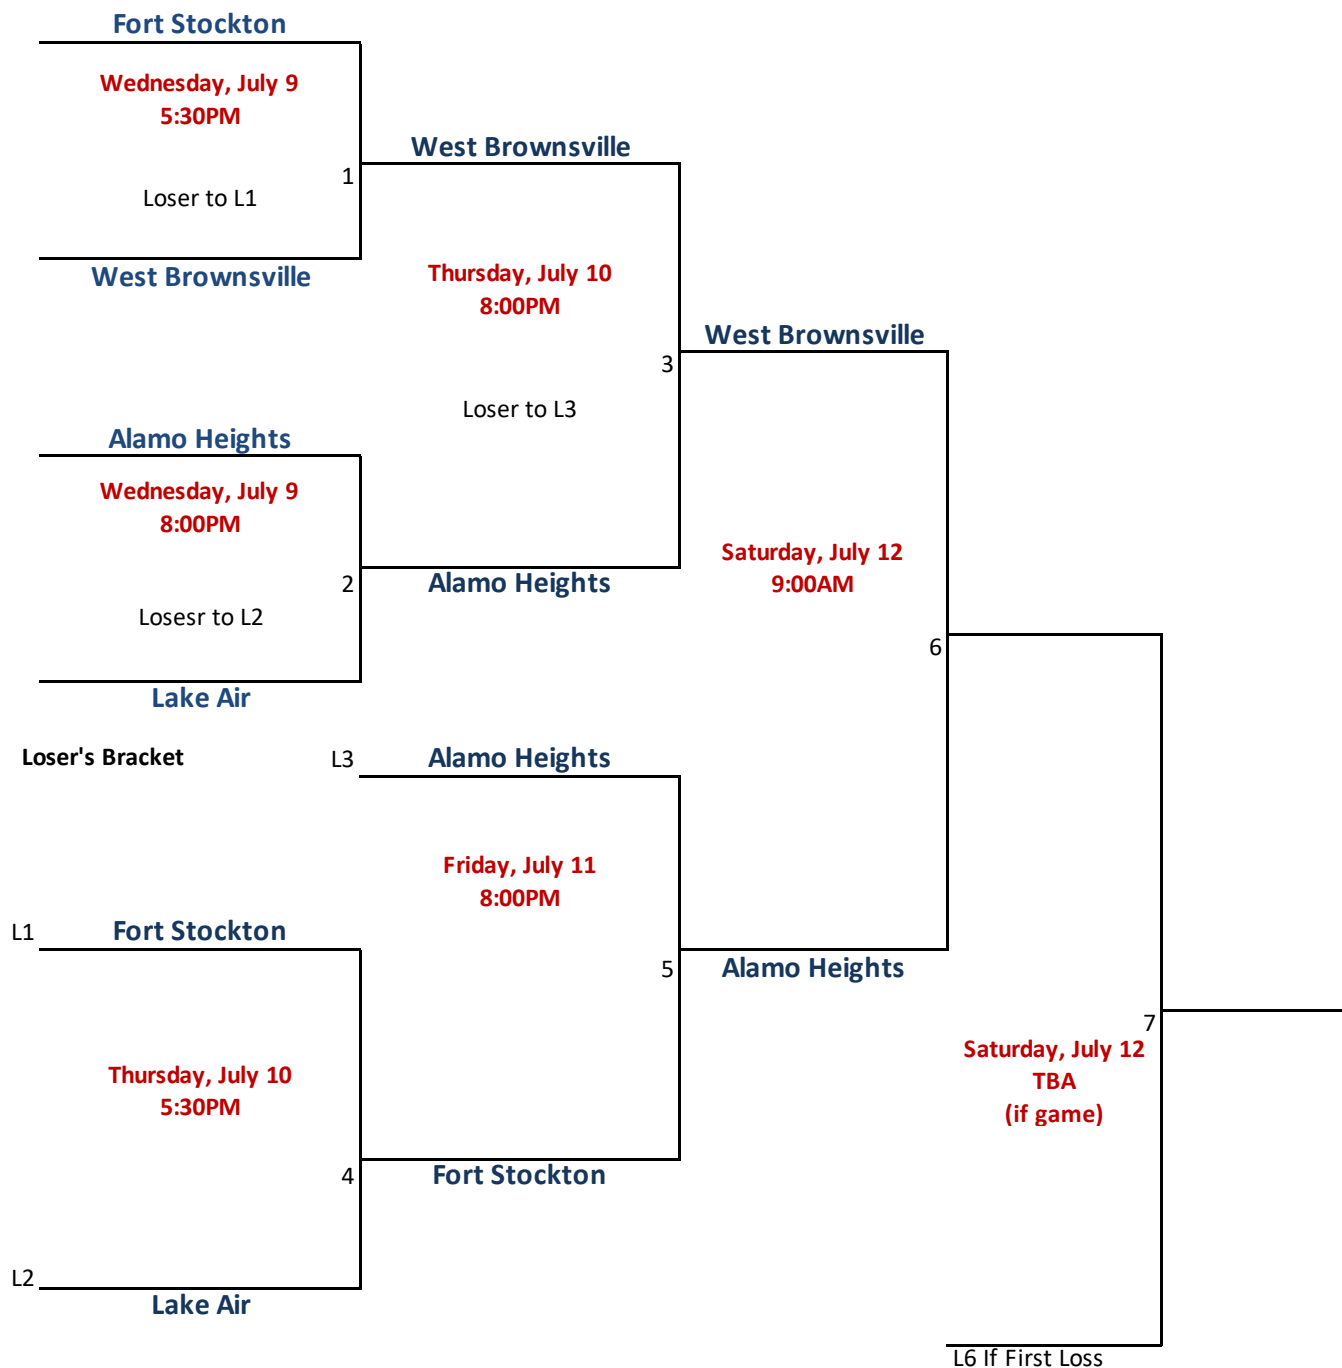 Fort Stockton
Wednesday, July 9
5:30PM
1
Loser to L1
West Brownsville
West Brownsville
Thursday, July 10
8:00PM
3
Loser to L3
Alamo Heights
Wednesday, July 9
8:00PM
2
Losesr to L2
Lake Air
Alamo Heights
West Brownsville
Saturday, July 12
9:00AM
6
Loser's Bracket
L3
Alamo Heights
Friday, July 11
8:00PM
5
L1
Fort Stockton
Thursday, July 10
5:30PM
4
L2
Lake Air
Fort Stockton
Alamo Heights
7
Saturday, July 12
TBA
(if game)
L6 If First Loss